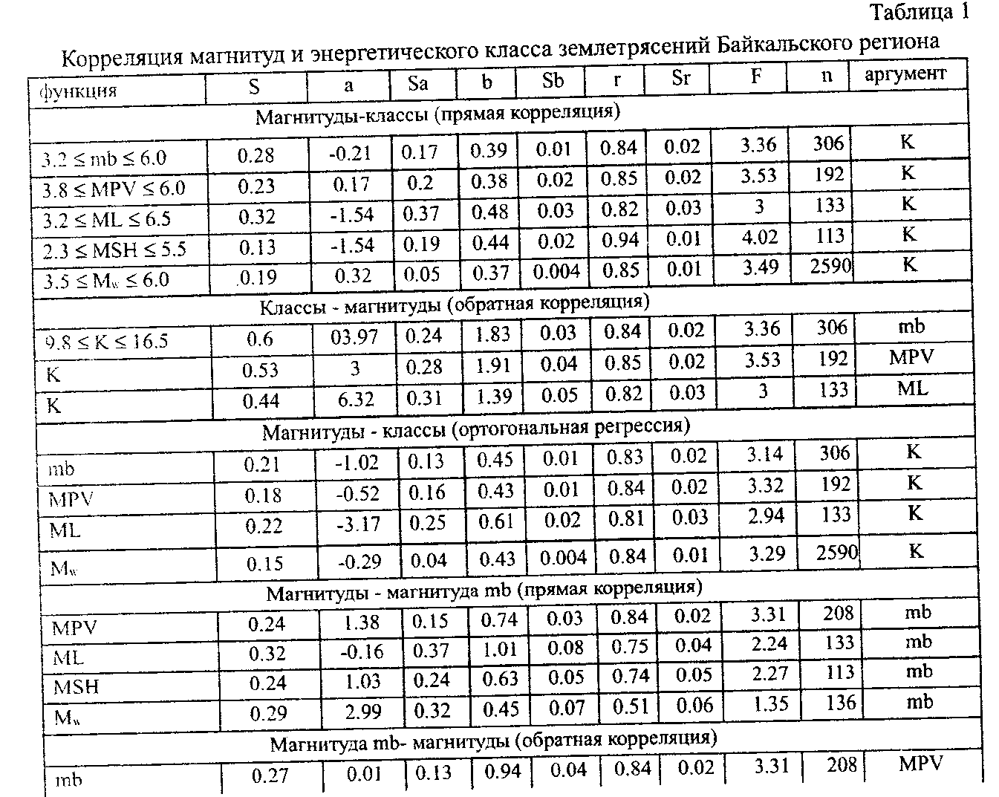 Таблица 1
Корреляция магнитуд и энергетического класса землетрясений Байкальского региона
функция S a Sa b Sb r Sr F n аргумент
Магнитуды-классы (прямая корреляция)
3.2 ≤ mb ≤ 6.0 0.28 -0.21 0.17 0.39 0.01 0.84 0.02 3.36 306 K
3.8 ≤ MPV ≤ 6.0 0.23 0.17 0.2 0.38 0.02 0.85 0.02 3.53 192 K
3.2 ≤ ML ≤ 6.5 0.32 -1.54 0.37 0.48 0.03 0.82 0.03 3 133 K
2.3 ≤ MSH ≤ 5.5 0.13 -1.54 0.19 0.44 0.02 0.94 0.01 4.02 113 K
3.5 ≤ Mw ≤ 6.0 0.19 0.32 0.05 0.37 0.004 0.85 0.01 3.49 2590 K
Классы - магнитуды (обратная корреляция)
9.8 ≤ K ≤ 16.5 0.6 03.97 0.24 1.83 0.03 0.84 0.02 3.36 306 mb
K 0.53 3 0.28 1.91 0.04 0.85 0.02 3.53 192 MPV
K 0.44 6.32 0.31 1.39 0.05 0.82 0.03 3 133 ML
Магнитуды - классы (ортогональная регрессия)
mb 0.21 -1.02 0.13 0.45 0.01 0.83 0.02 3.14 306 K
MPV 0.18 -0.52 0.16 0.43 0.01 0.84 0.02 3.32 192 K
ML 0.22 -3.17 0.25 0.61 0.02 0.81 0.03 2.94 133 K
Mw 0.15 -0.29 0.04 0.43 0.004 0.84 0.01 3.29 2590 K
Магнитуды - магнитуда mb (прямая корреляция)
MPV 0.24 1.38 0.15 0.74 0.03 0.84 0.02 3.31 208 mb
ML 0.32 -0.16 0.37 1.01 0.08 0.75 0.04 2.24 133 mb
MSH 0.24 1.03 0.24 0.63 0.05 0.74 0.05 2.27 113 mb
Mw 0.29 2.99 0.32 0.45 0.07 0.51 0.06 1.35 136 mb
Магнитуда mb- магнитуды (обратная корреляция)
mb 0.27 0.01 0.13 0.94 0.04 0.84 0.02 3.31 208 MPV